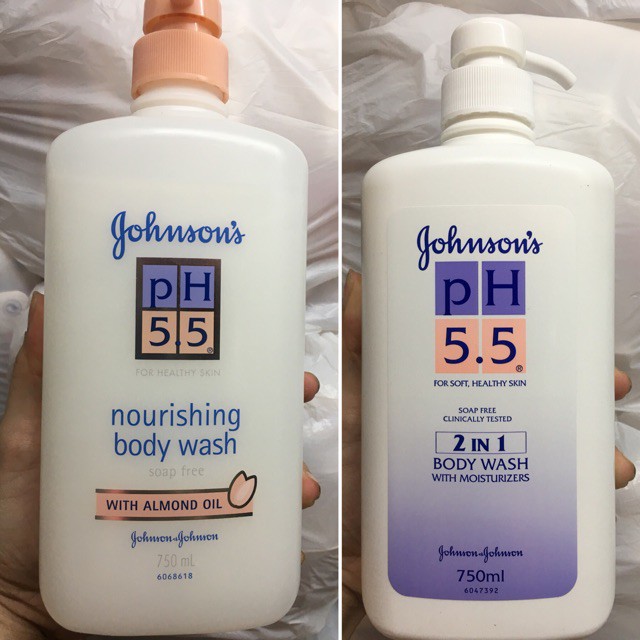 Johnson's
pH
5.5®
FOR HEALTHY SKIN
nourishing
body wash
soap free
WITH ALMOND OIL
Johnson & Johnson
750 mL
6068618
Johnson's
pH
5.5®
FOR SOFT, HEALTHY SKIN
SOAP FREE
CLINICALLY TESTED
2 IN 1
BODY WASH
WITH MOISTURIZERS
Johnson & Johnson
750ml
6047392